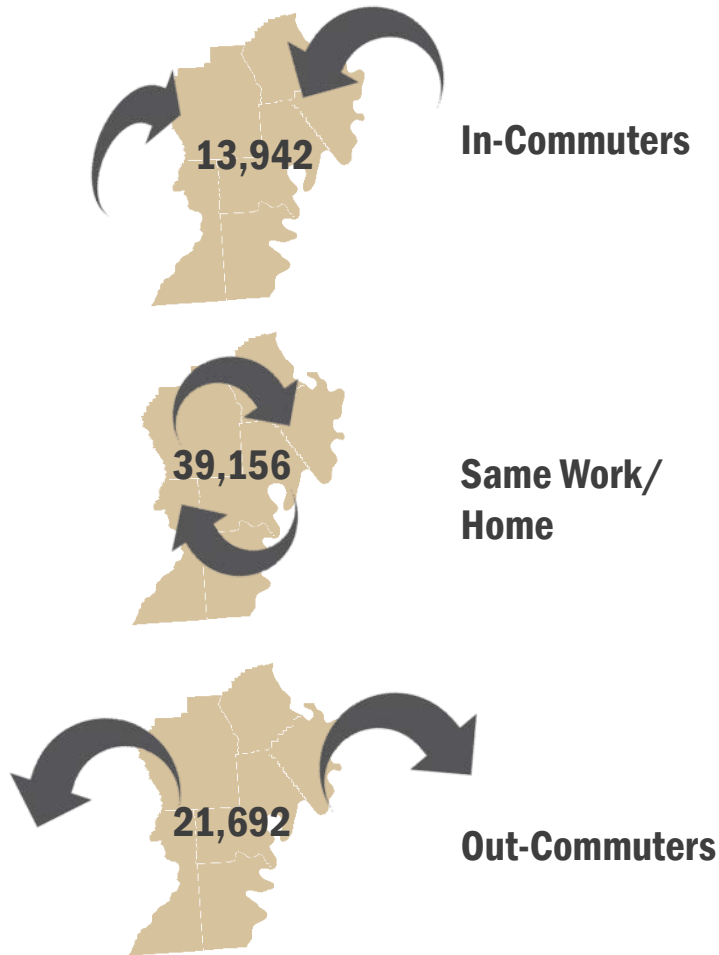 13,942
In-Commuters
39,156
Same Work/
Home
21,692
Out-Commuters